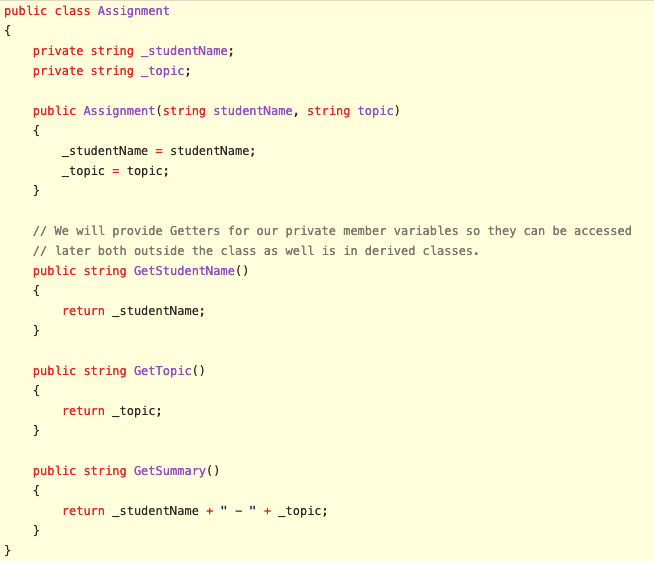 public class Assignment
{
    private string _studentName;
    private string _topic;

    public Assignment(string studentName, string topic)
    {
        _studentName = studentName;
        _topic = topic;
    }

    // We will provide Getters for our private member variables so they can be accessed
    // later both outside the class as well is in derived classes.
    public string GetStudentName()
    {
        return _studentName;
    }

    public string GetTopic()
    {
        return _topic;
    }

    public string GetSummary()
    {
        return _studentName + " - " + _topic;
    }
}